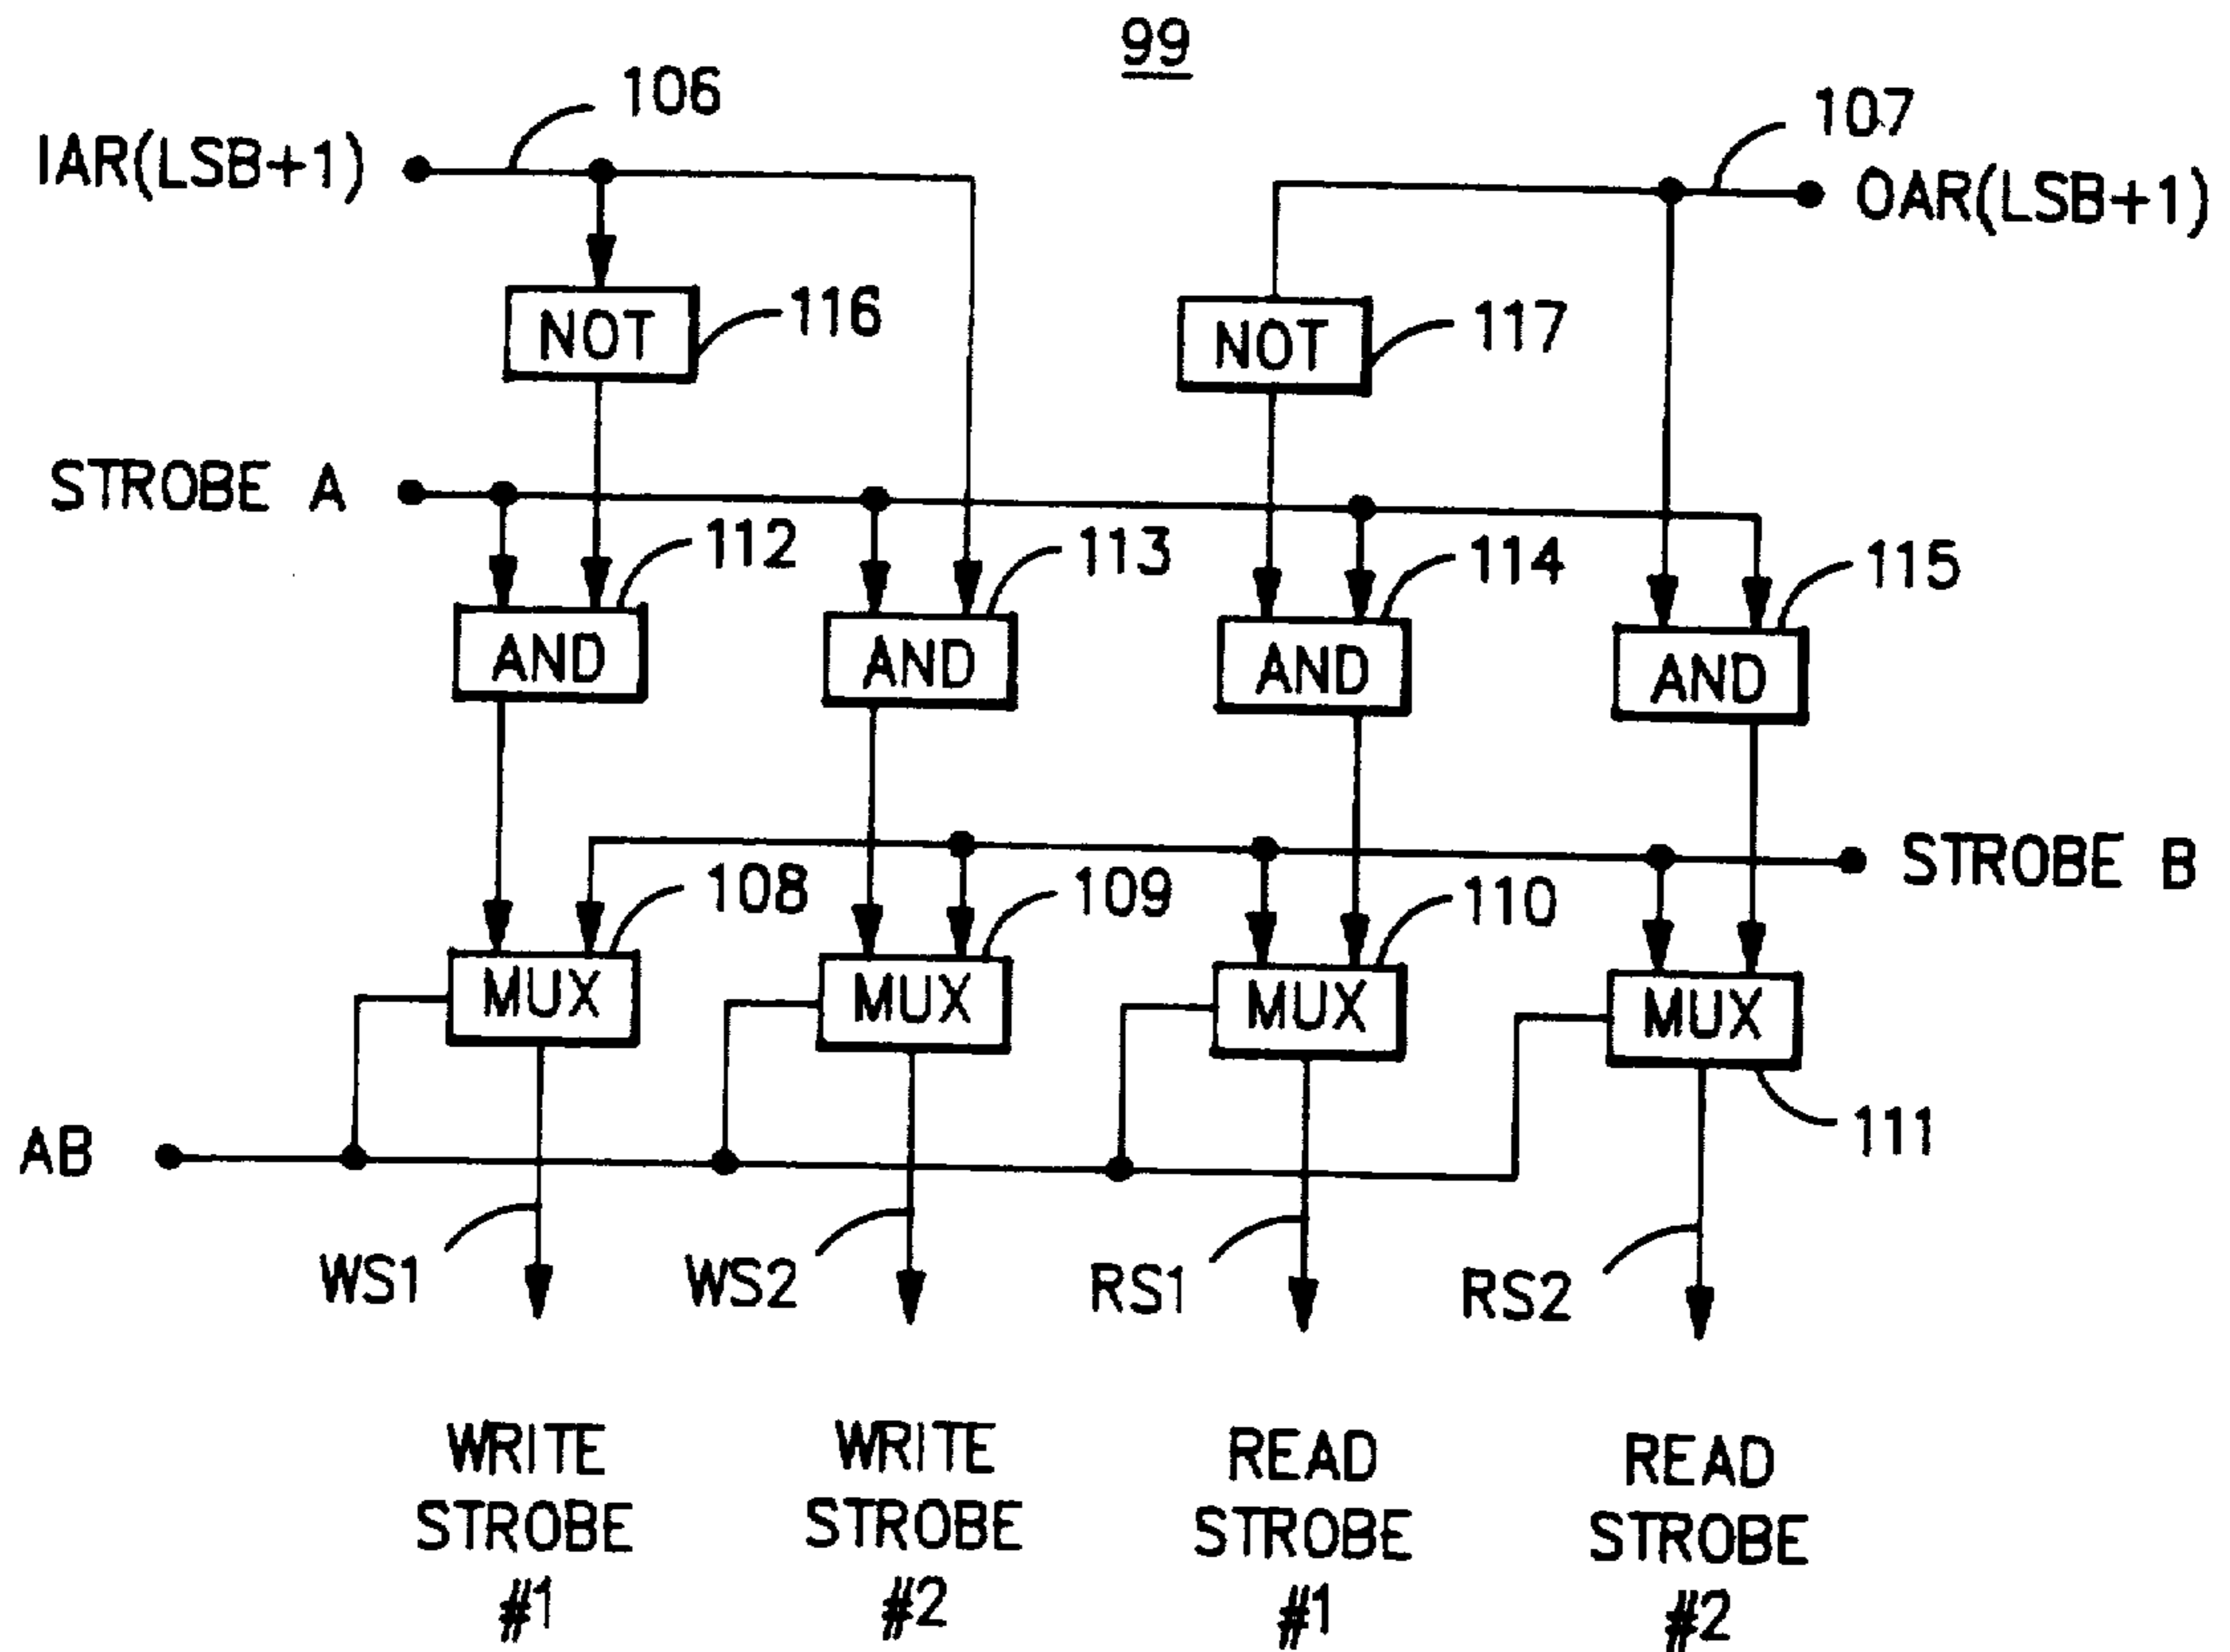 99
106
IAR(LSB+1)
107
OAR(LSB+1)
NOT
116
NOT
117
STROBE A
112
113
114
115
AND
AND
AND
AND
STROBE B
108
109
110
MUX
MUX
MUX
MUX
111
AB
WS1
WS2
RS1
RS2
WRITE
STROBE
#1
WRITE
STROBE
#2
READ
STROBE
#1
READ
STROBE
#2